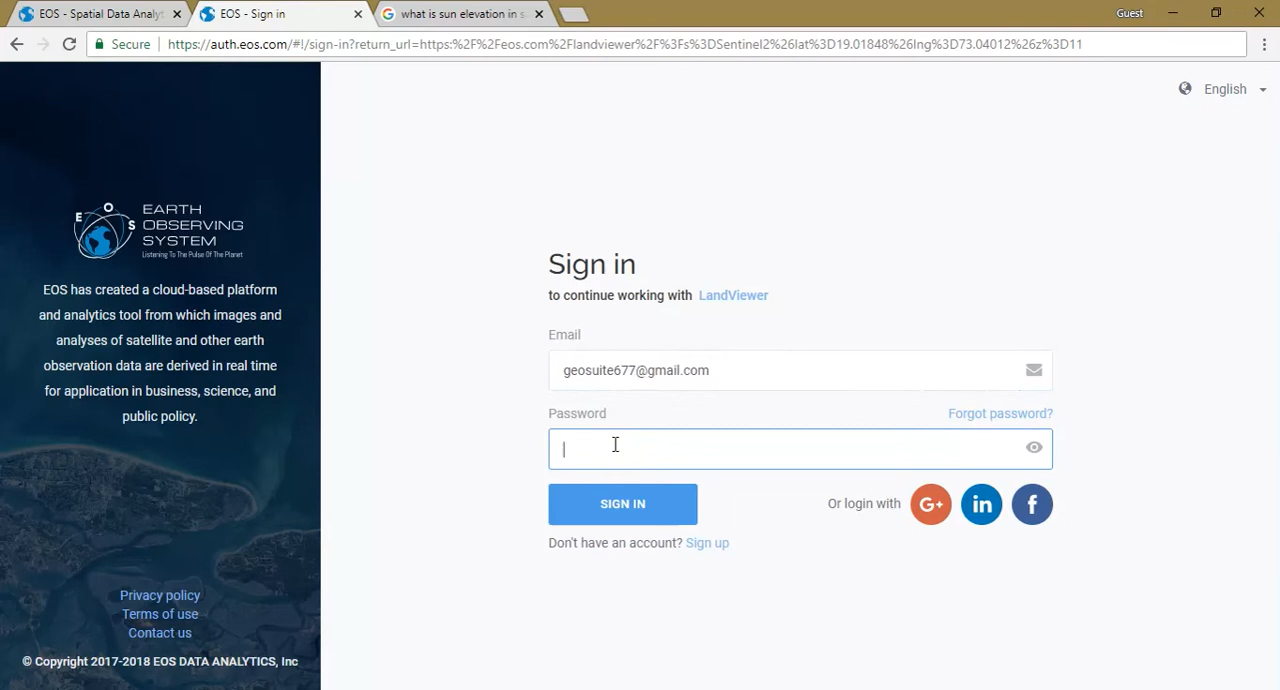 EOS - Spatial Data Analyt
EOS - Sign in
what is sun elevation in s
Guest
Secure
https://auth.eos.com/#!/sign-in?return_url=https:%2F%2Feos.com%2Flandviewer%2F%3Fs%3DSentinel2%26lat%3D19.01848%26lng%3D73.04012%26z%3D11
English
E O S
EARTH
OBSERVING
SYSTEM
Listening To The Pulse Of The Planet
EOS has created a cloud-based platform
and analytics tool from which images and
analyses of satellite and other earth
observation data are derived in real time
for application in business, science, and
public policy.
Privacy policy
Terms of use
Contact us
© Copyright 2017-2018 EOS DATA ANALYTICS, Inc
Sign in
to continue working with LandViewer
Email
geosuite677@gmail.com
Password
Forgot password?
SIGN IN
Or login with
G+
in
f
Don't have an account? Sign up